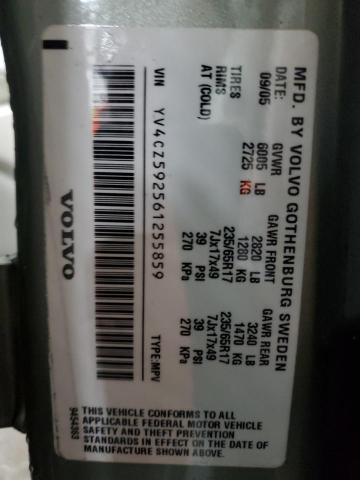 MFD. BY VOLVO GOTHENBURG SWEDEN
DATE: GVWR GAWR FRONT GAWR REAR
09/05 6005 LB 2820 LB 3240 LB
2725 KG 1280 KG 1470 KG
TIRES 235/65R17 235/65R17
RIMS 7Jx17x49 7Jx17x49
AT (COLD) 39 PSI 39 PSI
270 KPa 270 KPa
VIN YV4CZ592561255859 TYPE:MPV
VOLVO
THIS VEHICLE CONFORMS TO ALL
APPLICABLE FEDERAL MOTOR VEHICLE
SAFETY AND THEFT PREVENTION
STANDARDS IN EFFECT ON THE DATE OF
MANUFACTURE SHOWN ABOVE.
9454363